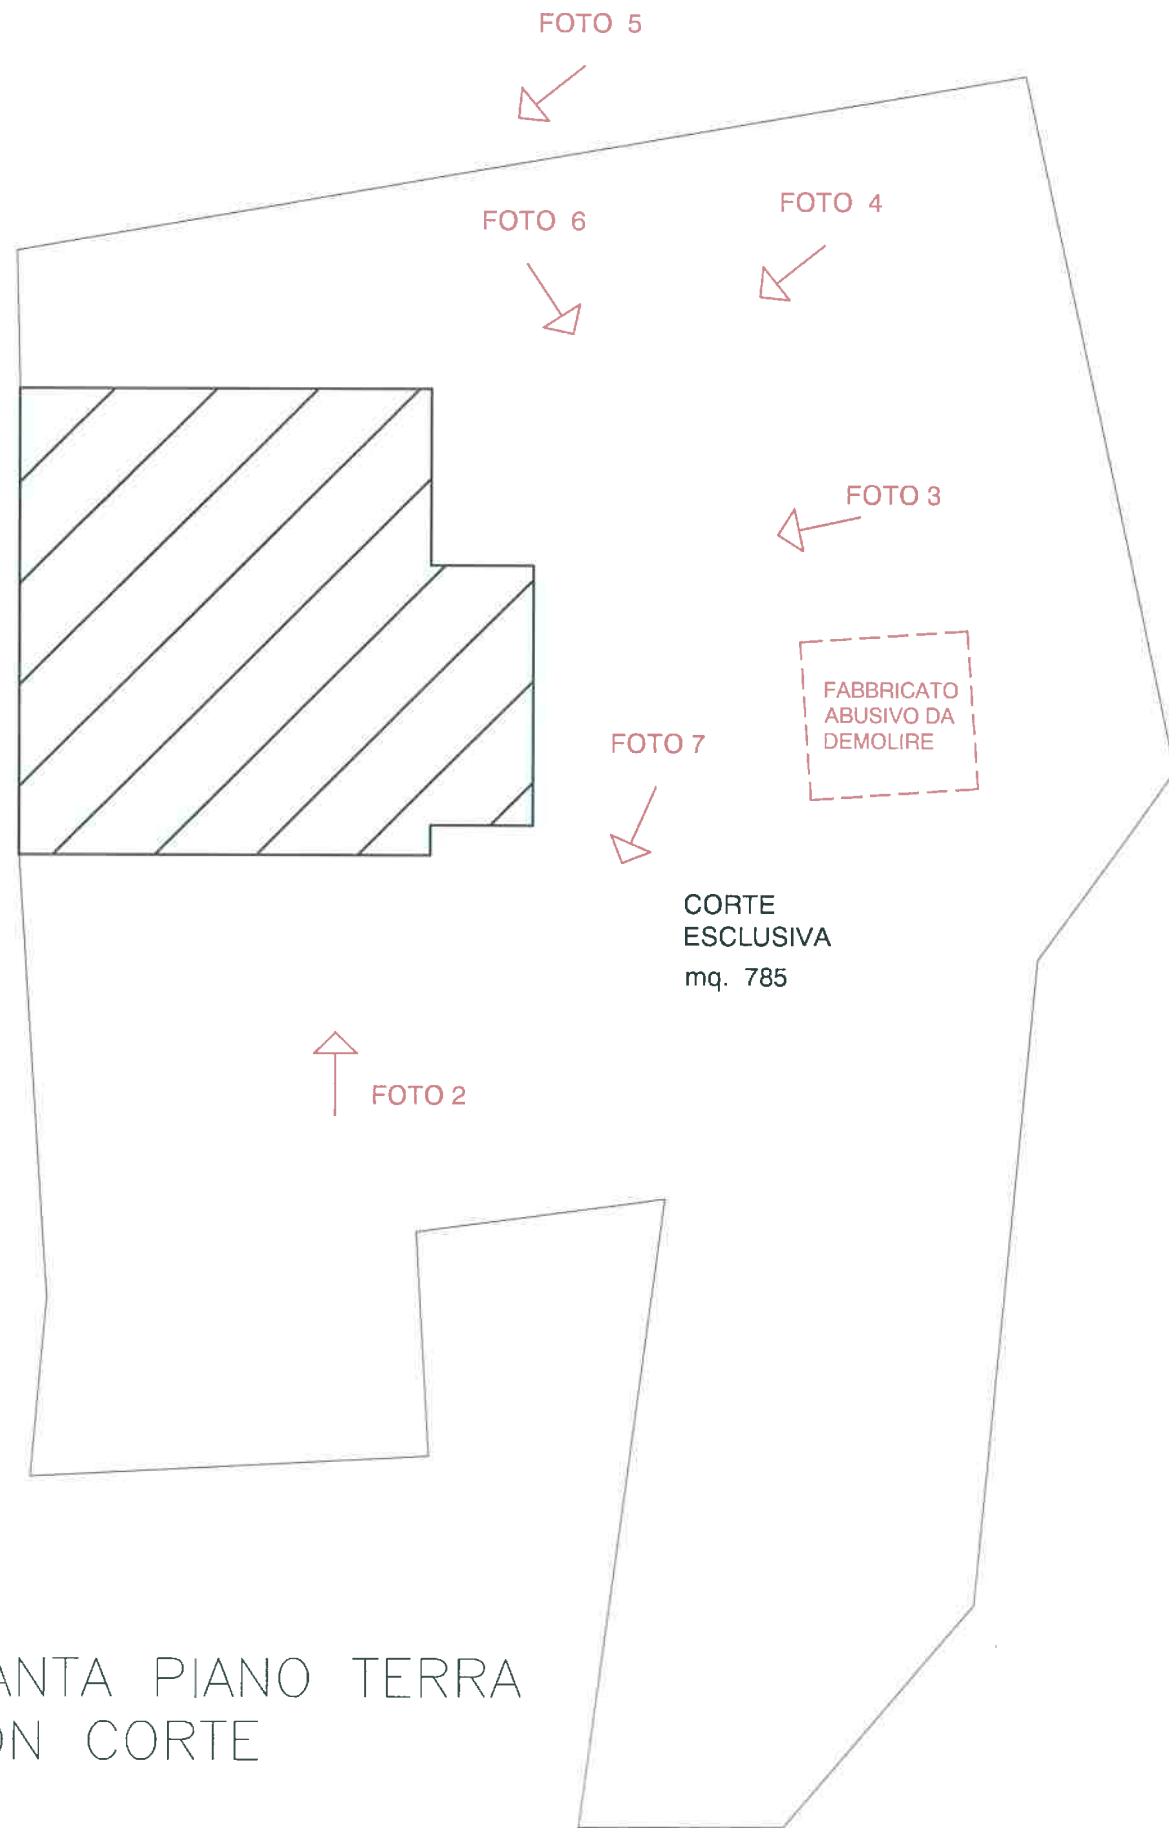 FOTO 5
FOTO 4
FOTO 6
FOTO 3
FABBRICATO
ABUSIVO DA
DEMOLIRE
FOTO 7
CORTE
ESCLUSIVA
mq. 785
FOTO 2
ANTA PIANO TERRA
ON CORTE